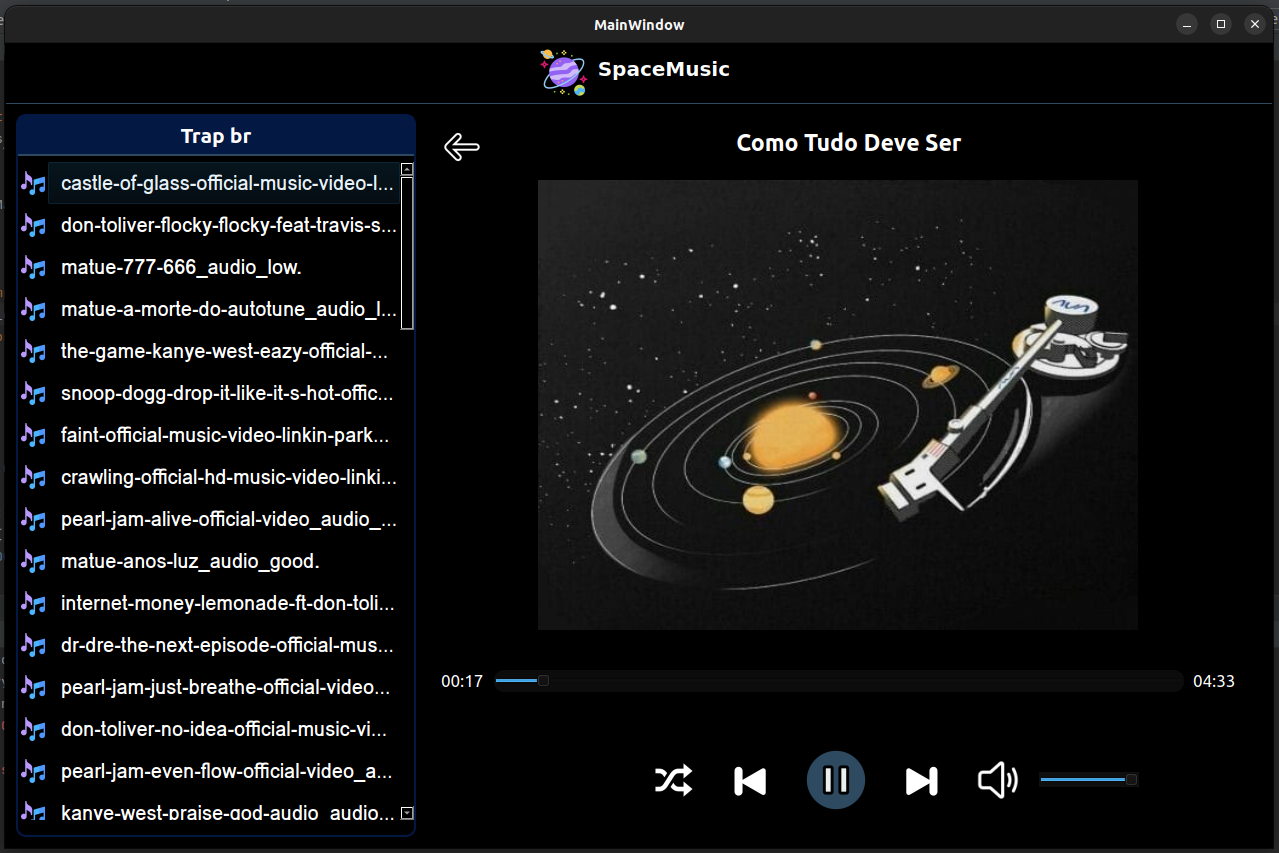 MainWindow
SpaceMusic
Trap br
castle-of-glass-official-music-video-l...
don-toliver-flocky-flocky-feat-travis-s...
matue-777-666_audio_low.
matue-a-morte-do-autotune_audio_l...
the-game-kanye-west-eazy-official-...
snoop-dogg-drop-it-like-it-s-hot-offic...
faint-official-music-video-linkin-park...
crawling-official-hd-music-video-linki...
pearl-jam-alive-official-video_audio_...
matue-anos-luz_audio_good.
internet-money-lemonade-ft-don-toli...
dr-dre-the-next-episode-official-mus...
pearl-jam-just-breathe-official-video...
don-toliver-no-idea-official-music-vi...
pearl-jam-even-flow-official-video_a...
kanye-west-praise-god-audio_audio...
Como Tudo Deve Ser
00:17
04:33